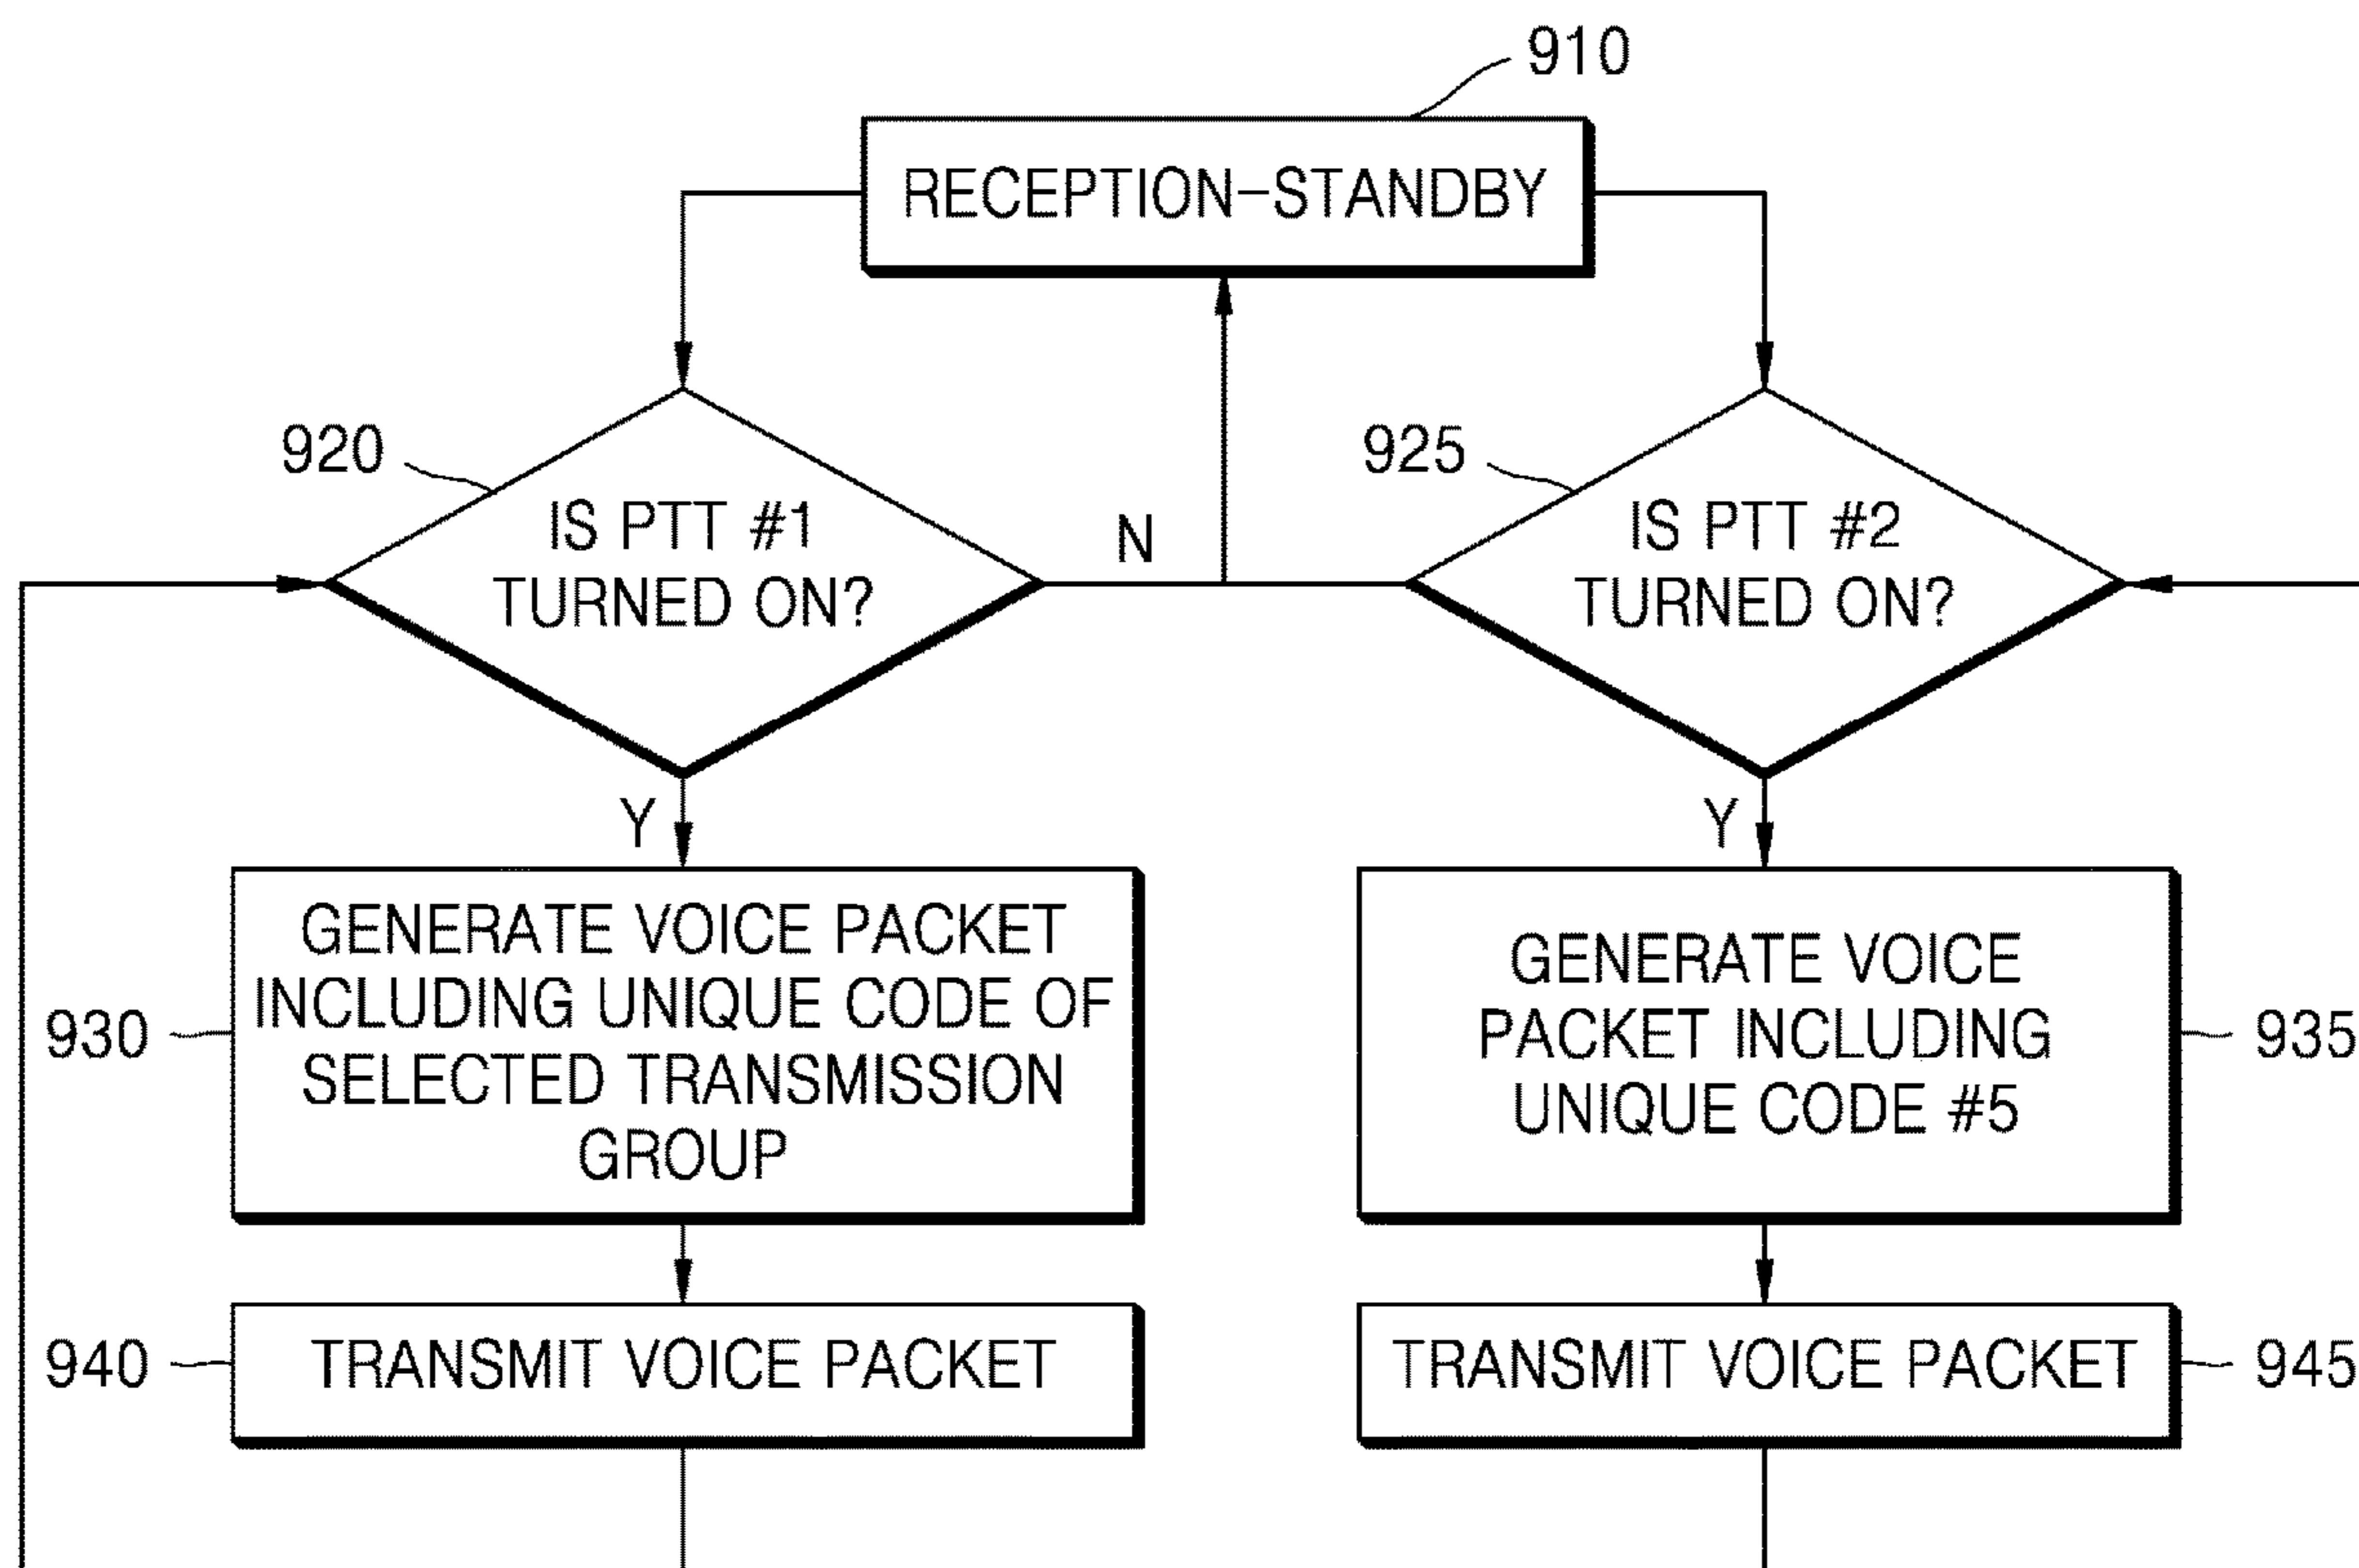 910
RECEPTION-STANDBY
920
IS PTT #1
TURNED ON?
N
925
IS PTT #2
TURNED ON?
Y
Y
930
GENERATE VOICE PACKET
INCLUDING UNIQUE CODE OF
SELECTED TRANSMISSION
GROUP
GENERATE VOICE
PACKET INCLUDING
UNIQUE CODE #5
935
940
TRANSMIT VOICE PACKET
TRANSMIT VOICE PACKET
945